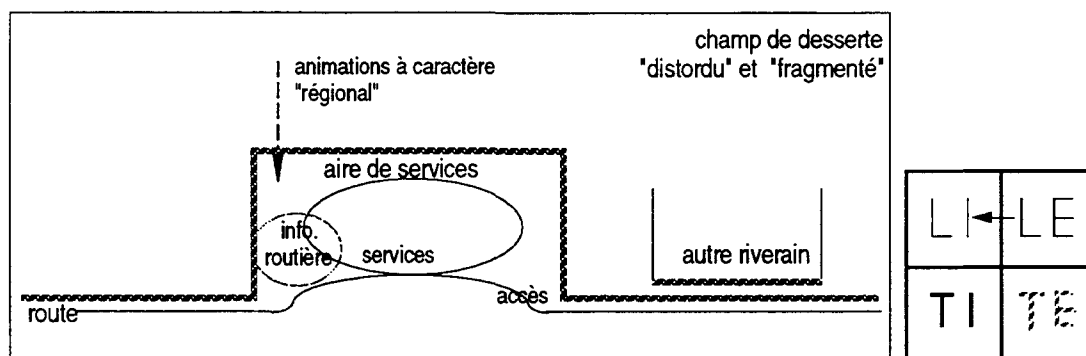 champ de desserte
"distordu" et "fragmenté"
animations à caractère
"régional"
aire de services
info.
routière
services
autre riverain
accès
route
LI LE
TI TE